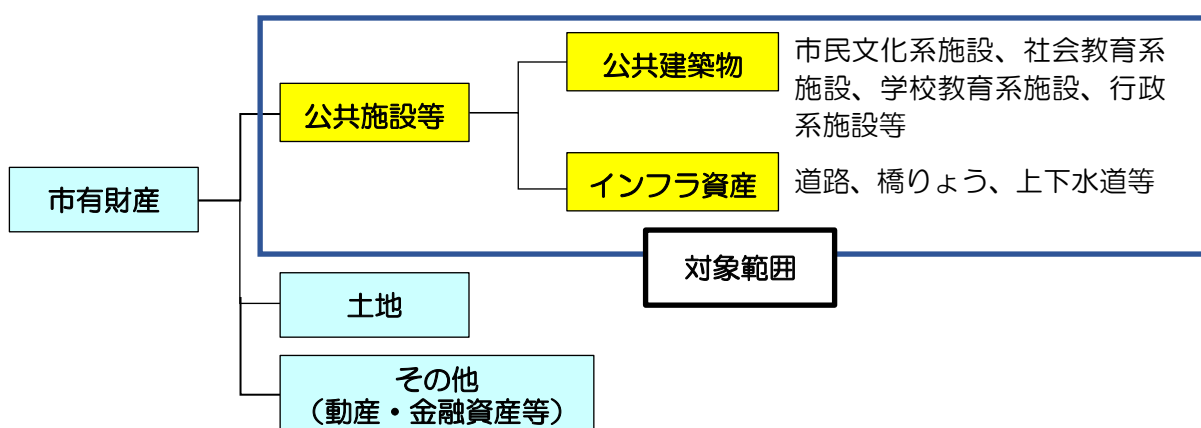 公共建築物
市民文化系施設、社会教育系
施設、学校教育系施設、行政
系施設等
公共施設等
インフラ資産
道路、橋りょう、上下水道等
市有財産
対象範囲
土地
その他
（動産・金融資産等）